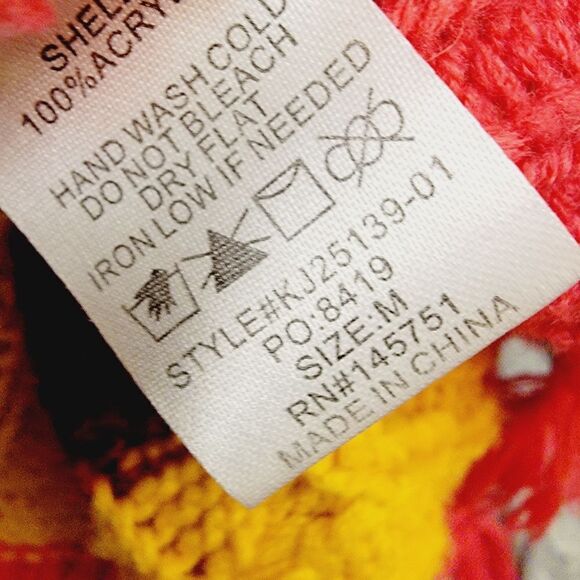 SHELL
100%ACRY
HAND WASH COLD
DO NOT BLEACH
DRY FLAT
IRON LOW IF NEEDED
STYLE#KJ25139-01
PO:8419
SIZE:M
RN#145751
MADE IN CHINA